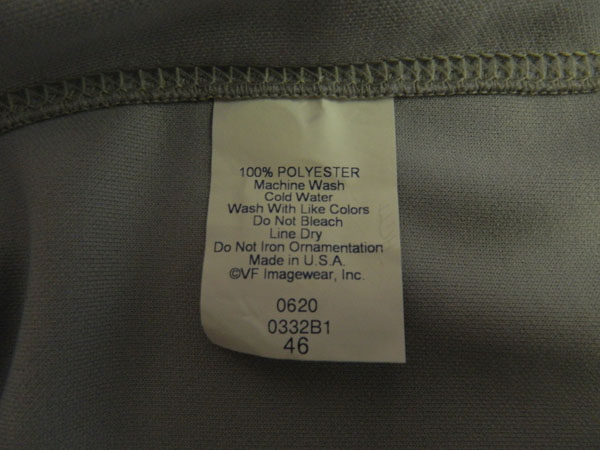 100% POLYESTER
Machine Wash
Cold Water
Wash With Like Colors
Do Not Bleach
Line Dry
Do Not Iron Ornamentation
Made in U.S.A.
©VF Imagewear, Inc.
0620
0332B1
46